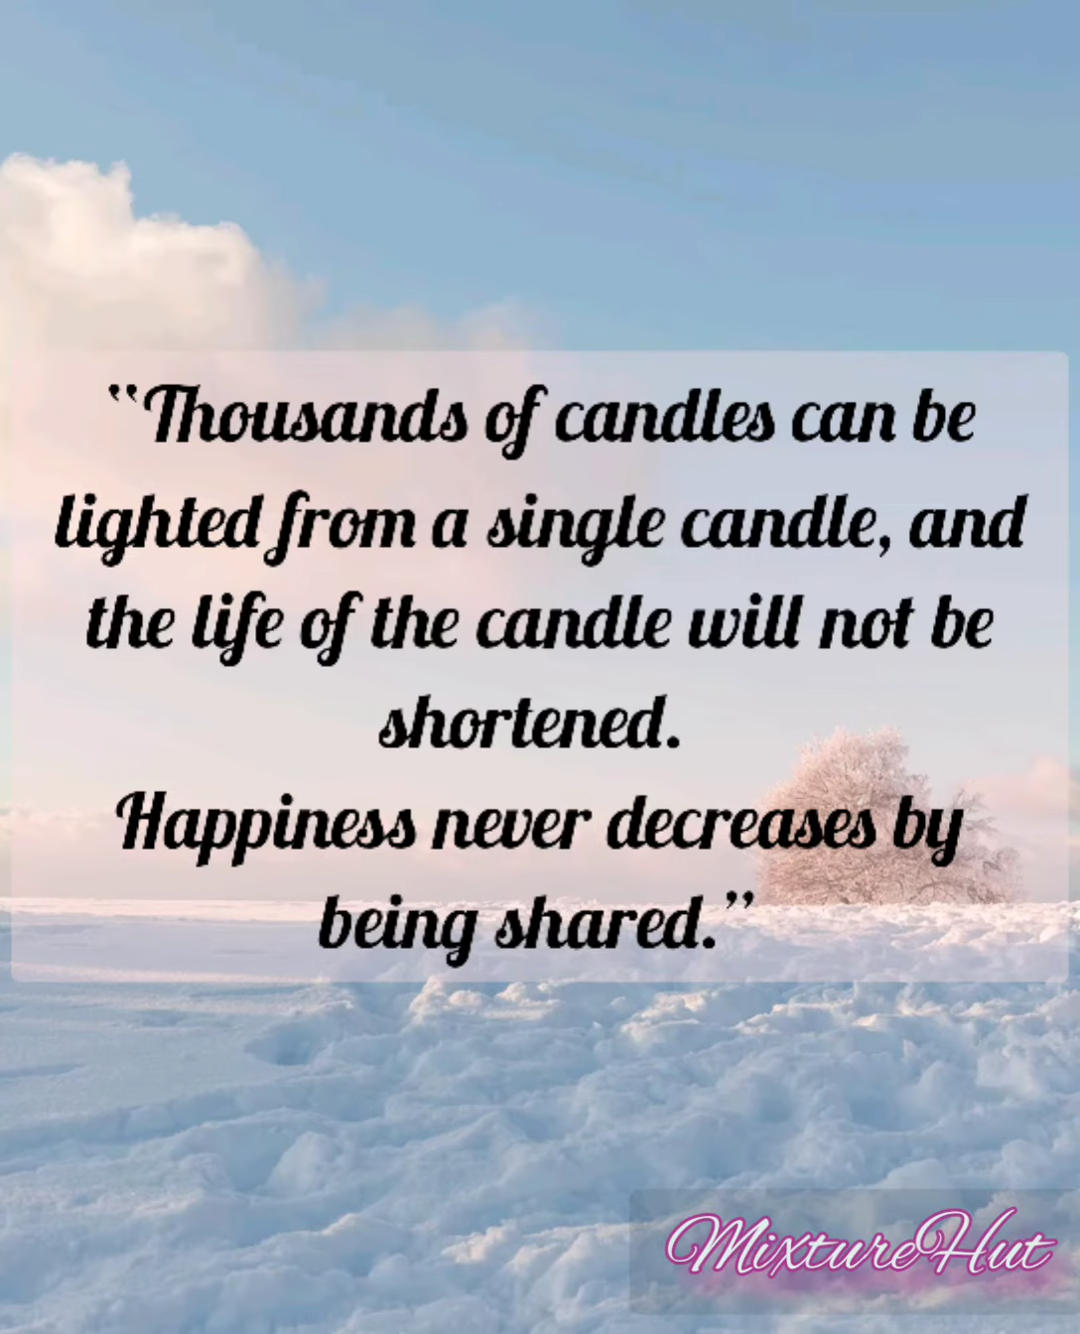 “Thousands of candles can be
lighted from a single candle, and
the life of the candle will not be
shortened.
Happiness never decreases by
being shared.”
MixtureHut